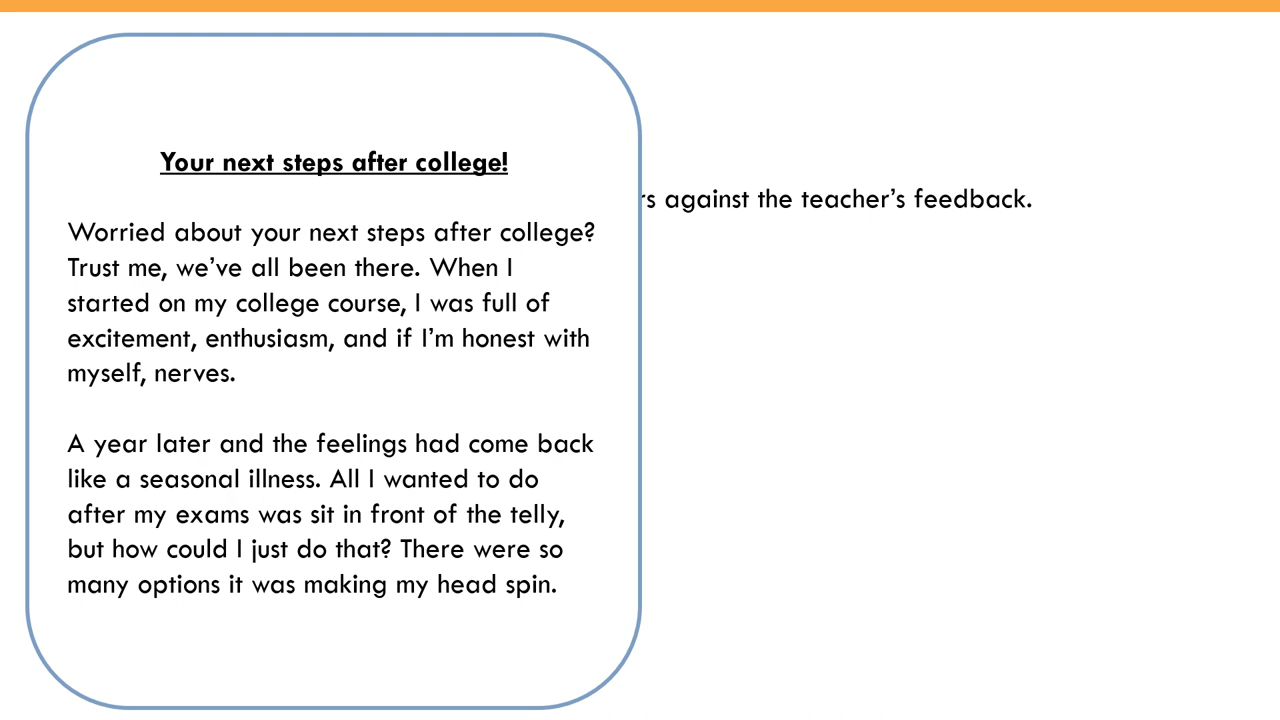 Your next steps after college!
against the teacher’s feedback.
Worried about your next steps after college?
Trust me, we’ve all been there. When I
started on my college course, I was full of
excitement, enthusiasm, and if I’m honest with
myself, nerves.
A year later and the feelings had come back
like a seasonal illness. All I wanted to do
after my exams was sit in front of the telly,
but how could I just do that? There were so
many options it was making my head spin.